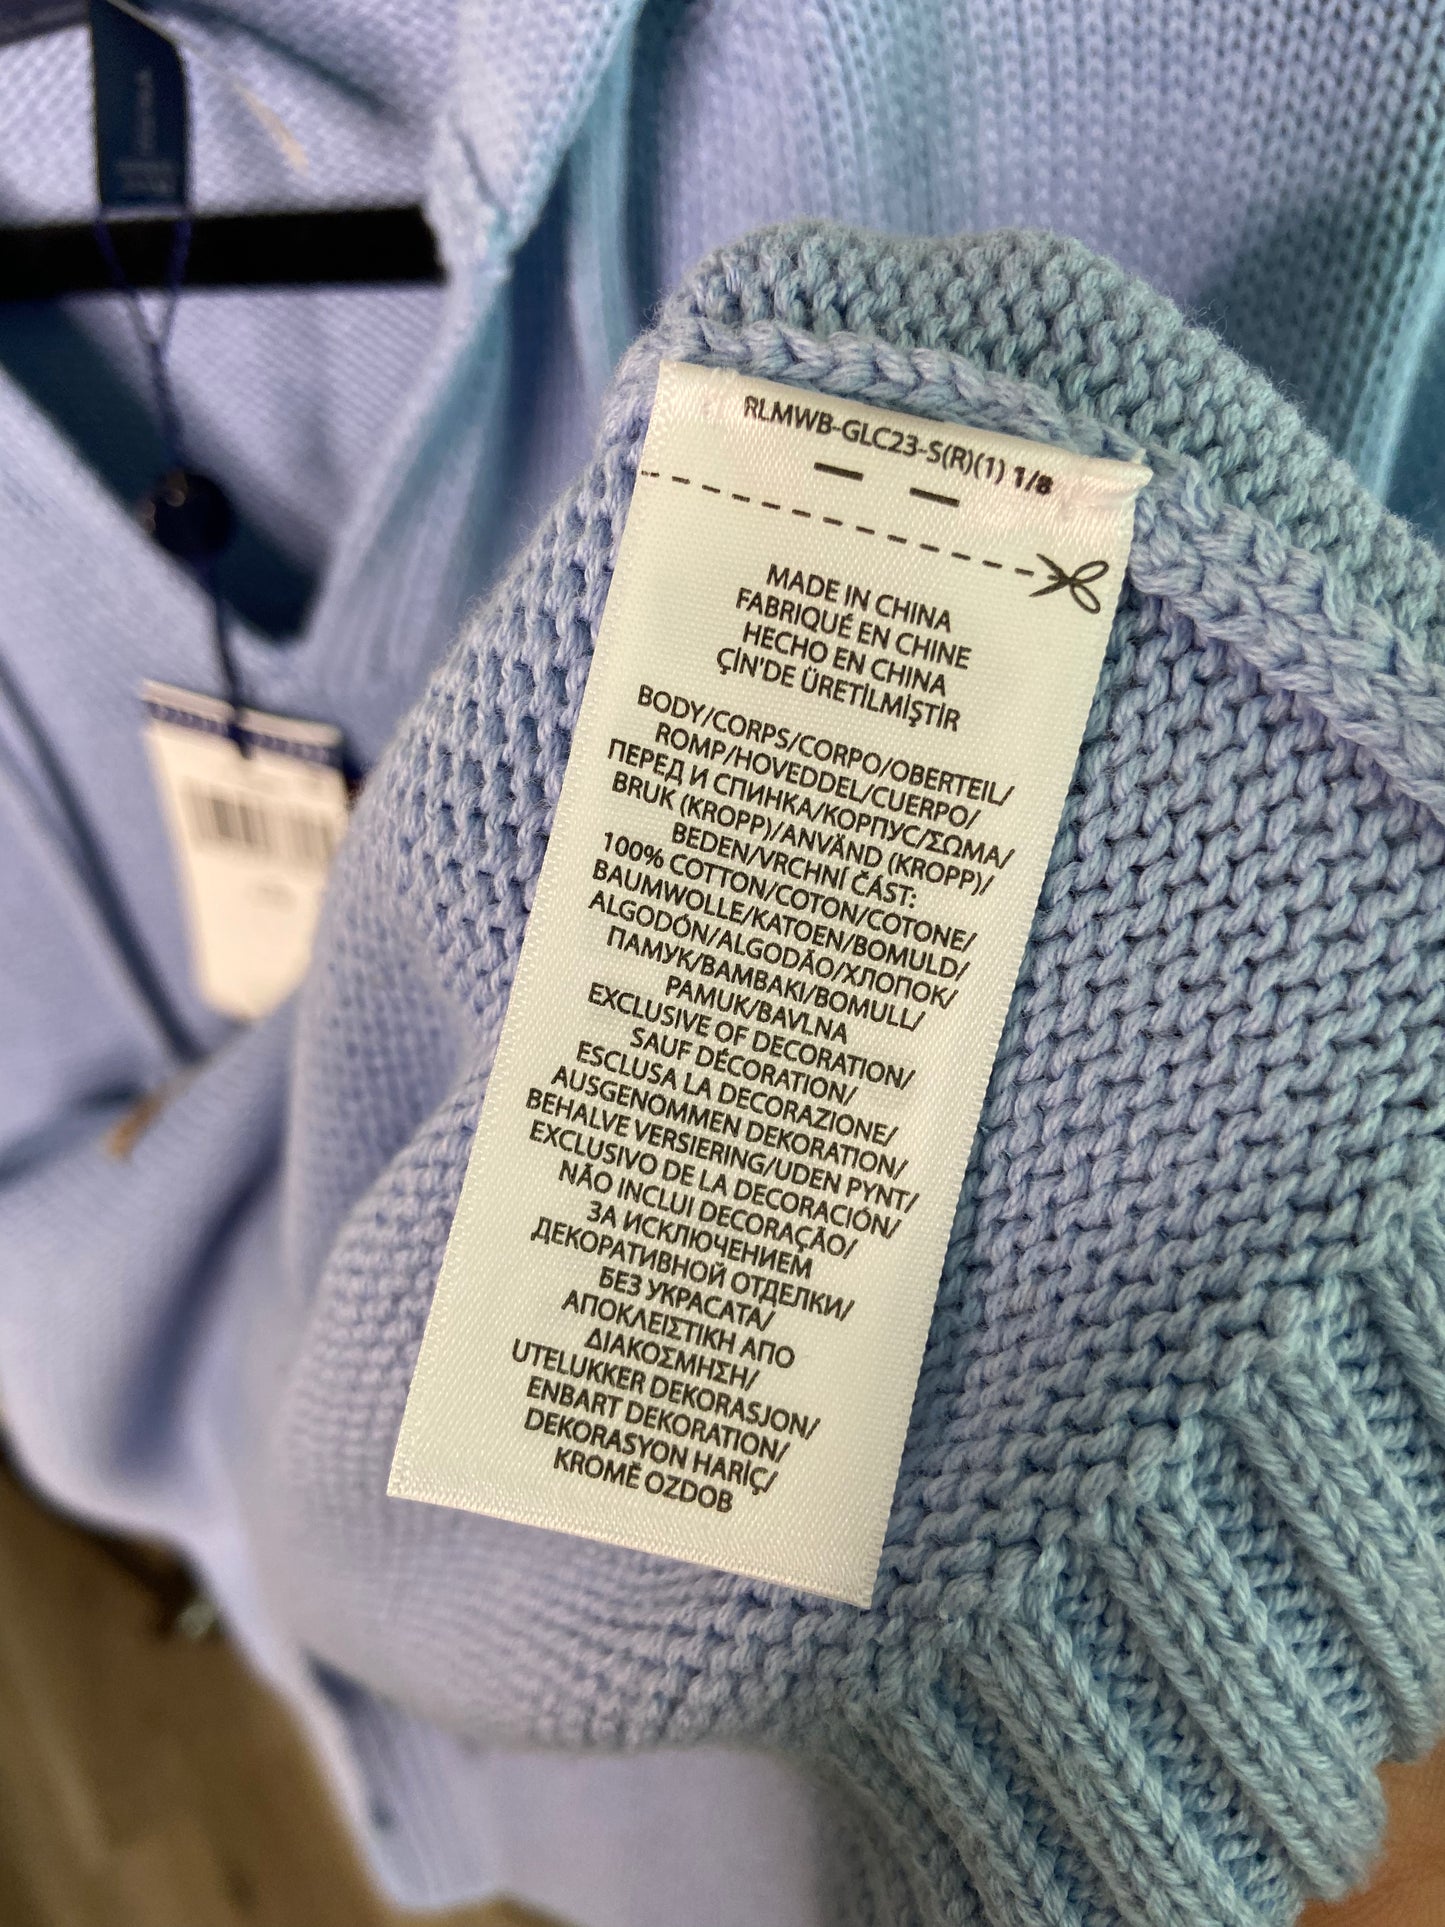 RLMWB-GLC23-S(R)(1) 1/8
MADE IN CHINA
FABRIQUÉ EN CHINE
HECHO EN CHINA
ÇİN'DE ÜRETİLMİŞTİR
BODY/CORPS/CORPO/OBERTEIL/
ROMP/HOVEDDEL/CUERPO/
ПЕРЕД И СПИНКА/КОРПУС/ΣΩΜΑ/
BRUK (KROPP)/ANVÄND (KROPP)/
BEDEN/VRCHNÍ ČÁST:
100% COTTON/COTON/COTONE/
BAUMWOLLE/KATOEN/BOMULD/
ALGODÓN/ALGODÃO/ХЛОПОК/
ПАМУК/ΒΑΜΒΑΚΙ/BOMULL/
PAMUK/BAVLNA
EXCLUSIVE OF DECORATION/
SAUF DÉCORATION/
ESCLUSA LA DECORAZIONE/
AUSGENOMMEN DEKORATION/
BEHALVE VERSIERING/UDEN PYNT/
EXCLUSIVO DE LA DECORACIÓN/
NÃO INCLUI DECORAÇÃO/
ЗА ИСКЛЮЧЕНИЕМ
ДЕКОРАТИВНОЙ ОТДЕЛКИ/
БЕЗ УКРАСАТА/
ΑΠΟΚΛΕΙΣΤΙΚΗ ΑΠΟ
ΔΙΑΚΟΣΜΗΣΗ/
UTELUKKER DEKORASJON/
ENBART DEKORATION/
DEKORASYON HARİÇ/
KROMĚ OZDOB